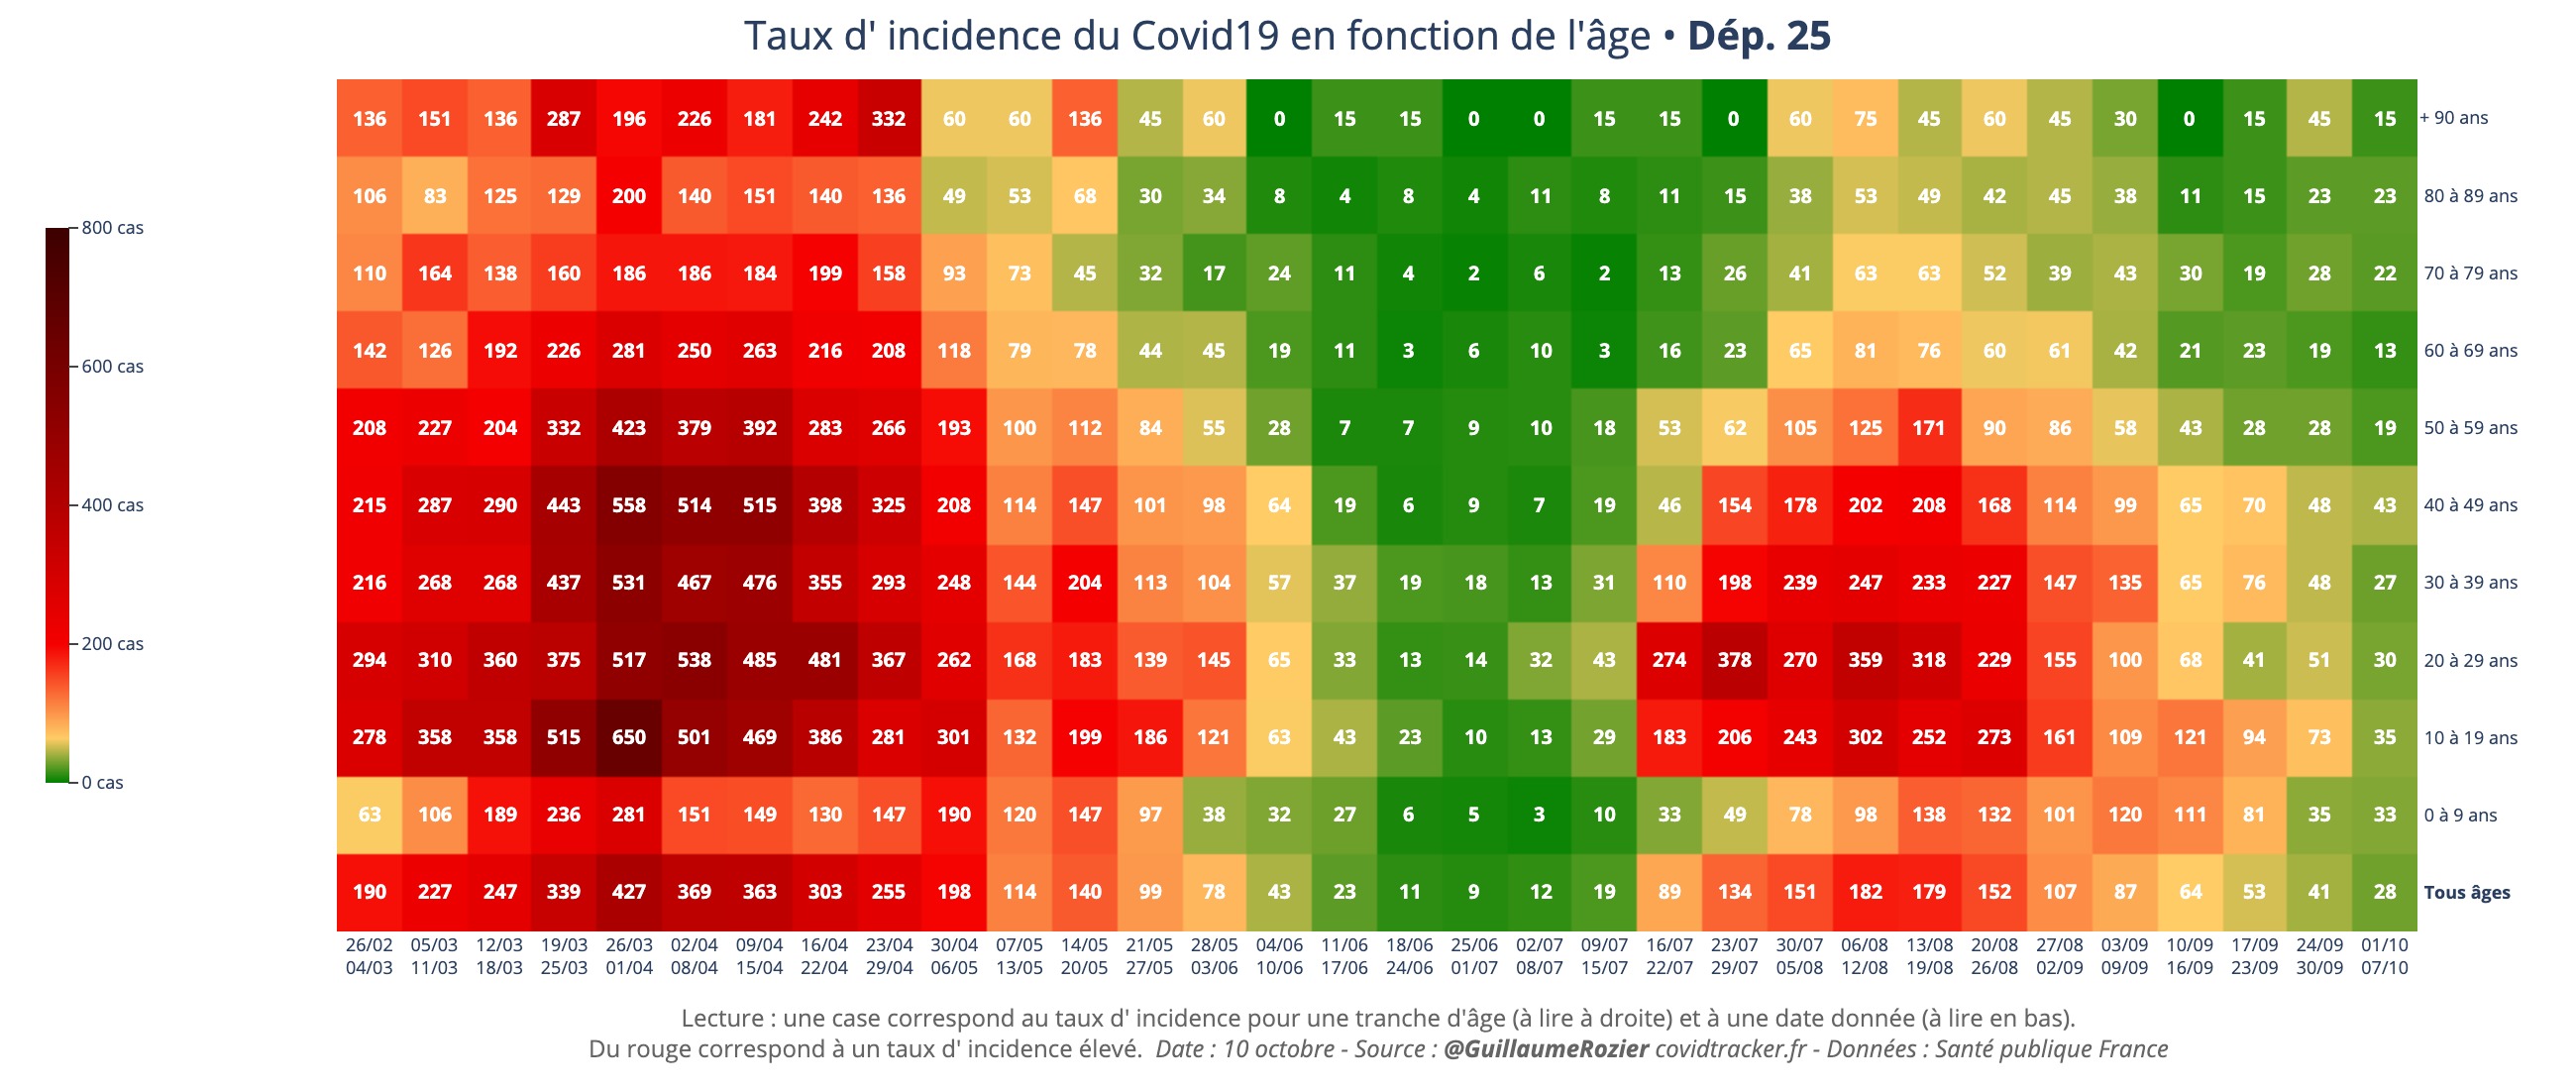 Taux d' incidence du Covid19 en fonction de l'âge • Dép. 25
800 cas
600 cas
400 cas
200 cas
0 cas
136 151 136 287 196 226 181 242 332 60 60 136 45 60 0 15 15 0 0 15 15 0 60 75 45 60 45 30 0 15 45 15 + 90 ans
106 83 125 129 200 140 151 140 136 49 53 68 30 34 8 4 8 4 11 8 11 15 38 53 49 42 45 38 11 15 23 23 80 à 89 ans
110 164 138 160 186 186 184 199 158 93 73 45 32 17 24 11 4 2 6 2 13 26 41 63 63 52 39 43 30 19 28 22 70 à 79 ans
142 126 192 226 281 250 263 216 208 118 79 78 44 45 19 11 3 6 10 3 16 23 65 81 76 60 61 42 21 23 19 13 60 à 69 ans
208 227 204 332 423 379 392 283 266 193 100 112 84 55 28 7 7 9 10 18 53 62 105 125 171 90 86 58 43 28 28 19 50 à 59 ans
215 287 290 443 558 514 515 398 325 208 114 147 101 98 64 19 6 9 7 19 46 154 178 202 208 168 114 99 65 70 48 43 40 à 49 ans
216 268 268 437 531 467 476 355 293 248 144 204 113 104 57 37 19 18 13 31 110 198 239 247 233 227 147 135 65 76 48 27 30 à 39 ans
294 310 360 375 517 538 485 481 367 262 168 183 139 145 65 33 13 14 32 43 274 378 270 359 318 229 155 100 68 41 51 30 20 à 29 ans
278 358 358 515 650 501 469 386 281 301 132 199 186 121 63 43 23 10 13 29 183 206 243 302 252 273 161 109 121 94 73 35 10 à 19 ans
63 106 189 236 281 151 149 130 147 190 120 147 97 38 32 27 6 5 3 10 33 49 78 98 138 132 101 120 111 81 35 33 0 à 9 ans
190 227 247 339 427 369 363 303 255 198 114 140 99 78 43 23 11 9 12 19 89 134 151 182 179 152 107 87 64 53 41 28 Tous âges
26/02 05/03 12/03 19/03 26/03 02/04 09/04 16/04 23/04 30/04 07/05 14/05 21/05 28/05 04/06 11/06 18/06 25/06 02/07 09/07 16/07 23/07 30/07 06/08 13/08 20/08 27/08 03/09 10/09 17/09 24/09 01/10
04/03 11/03 18/03 25/03 01/04 08/04 15/04 22/04 29/04 06/05 13/05 20/05 27/05 03/06 10/06 17/06 24/06 01/07 08/07 15/07 22/07 29/07 05/08 12/08 19/08 26/08 02/09 09/09 16/09 23/09 30/09 07/10
Lecture : une case correspond au taux d' incidence pour une tranche d'âge (à lire à droite) et à une date donnée (à lire en bas).
Du rouge correspond à un taux d' incidence élevé. Date : 10 octobre - Source : @GuillaumeRozier covidtracker.fr - Données : Santé publique France